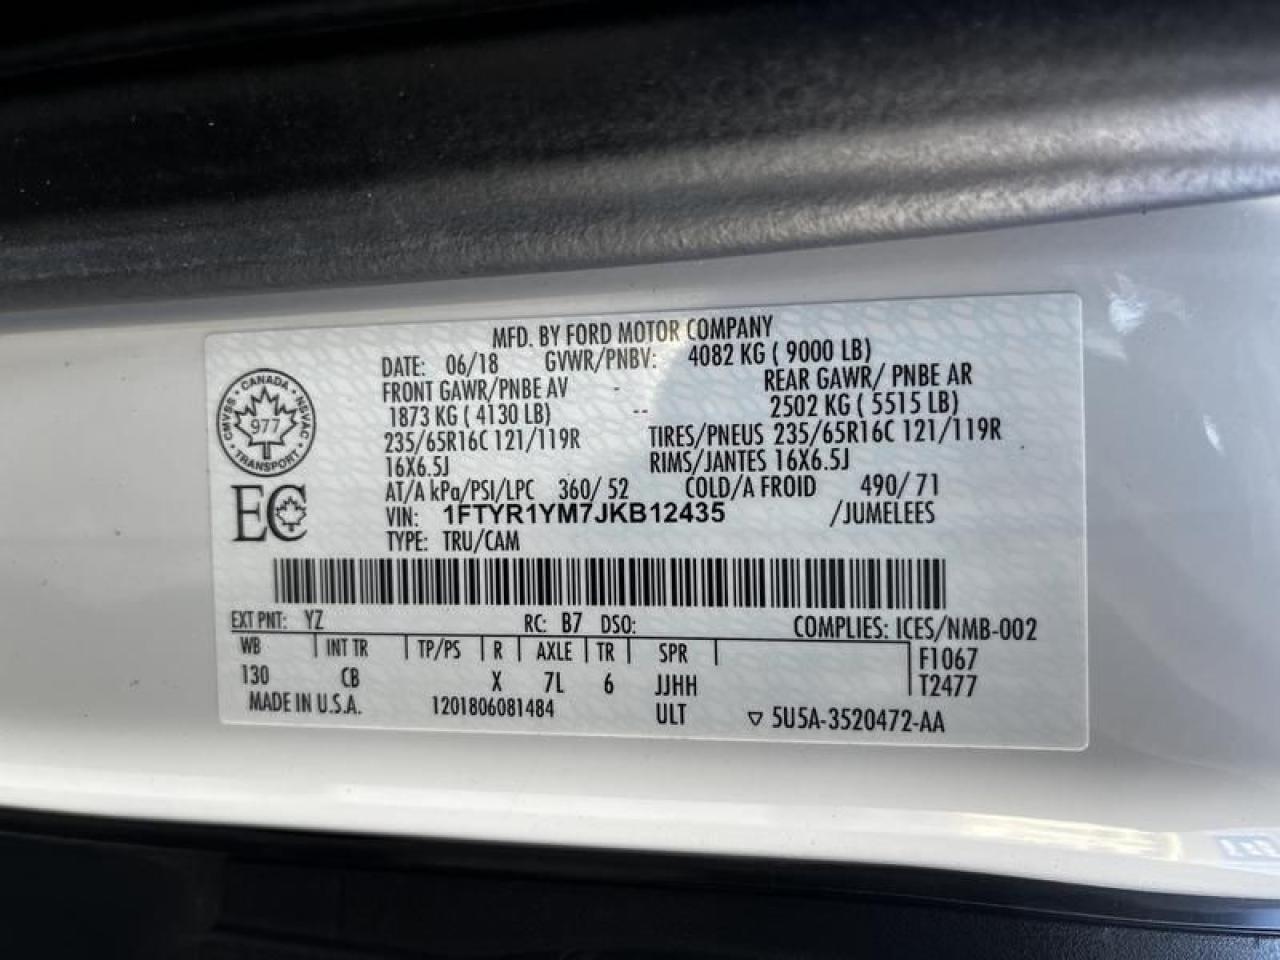 MFD. BY FORD MOTOR COMPANY
DATE: 06/18 GVWR/PNBV: 4082 KG ( 9000 LB)
FRONT GAWR/PNBE AV - REAR GAWR/ PNBE AR
1873 KG ( 4130 LB) -- 2502 KG ( 5515 LB)
235/65R16C 121/119R TIRES/PNEUS 235/65R16C 121/119R
16X6.5J RIMS/JANTES 16X6.5J
AT/A kPa/PSI/LPC 360/ 52 COLD/A FROID 490/ 71
VIN: 1FTYR1YM7JKB12435 /JUMELEES
TYPE: TRU/CAM
CANADA
CMVSS - NSVAC
977
TRANSPORT
EC
EXT PNT: YZ RC: B7 DSO: COMPLIES: ICES/NMB-002
WB INT TR TP/PS R AXLE TR SPR F1067
130 CB X 7L 6 JJHH T2477
MADE IN U.S.A. 1201806081484 ULT ▽ 5U5A-3520472-AA